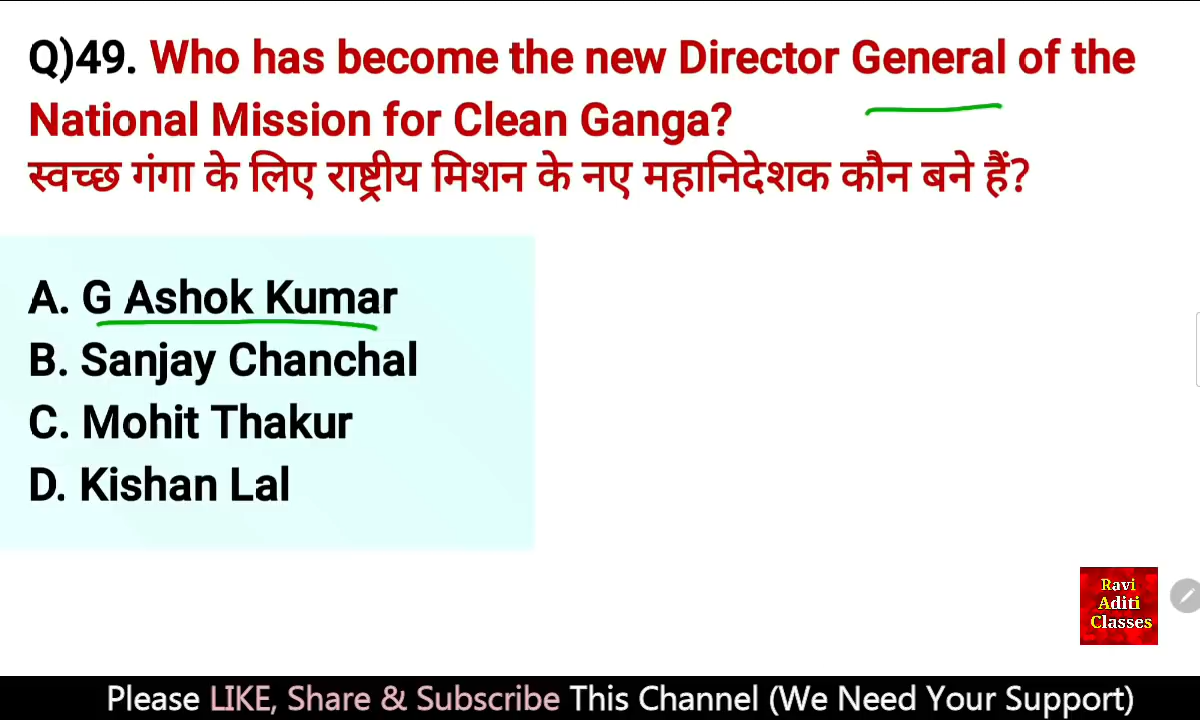 Q)49. Who has become the new Director General of the
National Mission for Clean Ganga?
स्वच्छ गंगा के लिए राष्ट्रीय मिशन के नए महानिदेशक कौन बने हैं?
A. G Ashok Kumar
B. Sanjay Chanchal
C. Mohit Thakur
D. Kishan Lal
Ravi
Aditi
Classes
Please LIKE, Share & Subscribe This Channel (We Need Your Support)